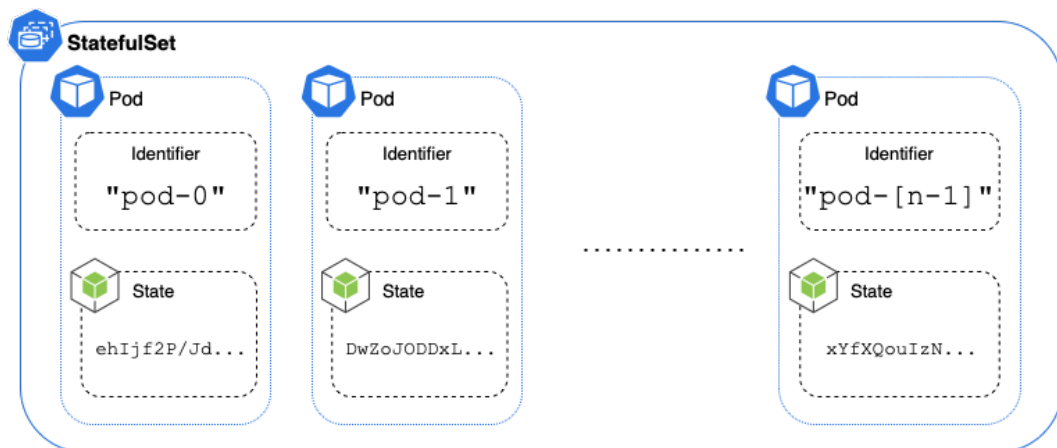 StatefulSet
Pod
Identifier
"pod-0"
State
ehIjf2P/Jd...
Pod
Identifier
"pod-1"
State
DwZoJODDxL...
...............
Pod
Identifier
"pod-[n-1]"
State
xYfXQouIzN...